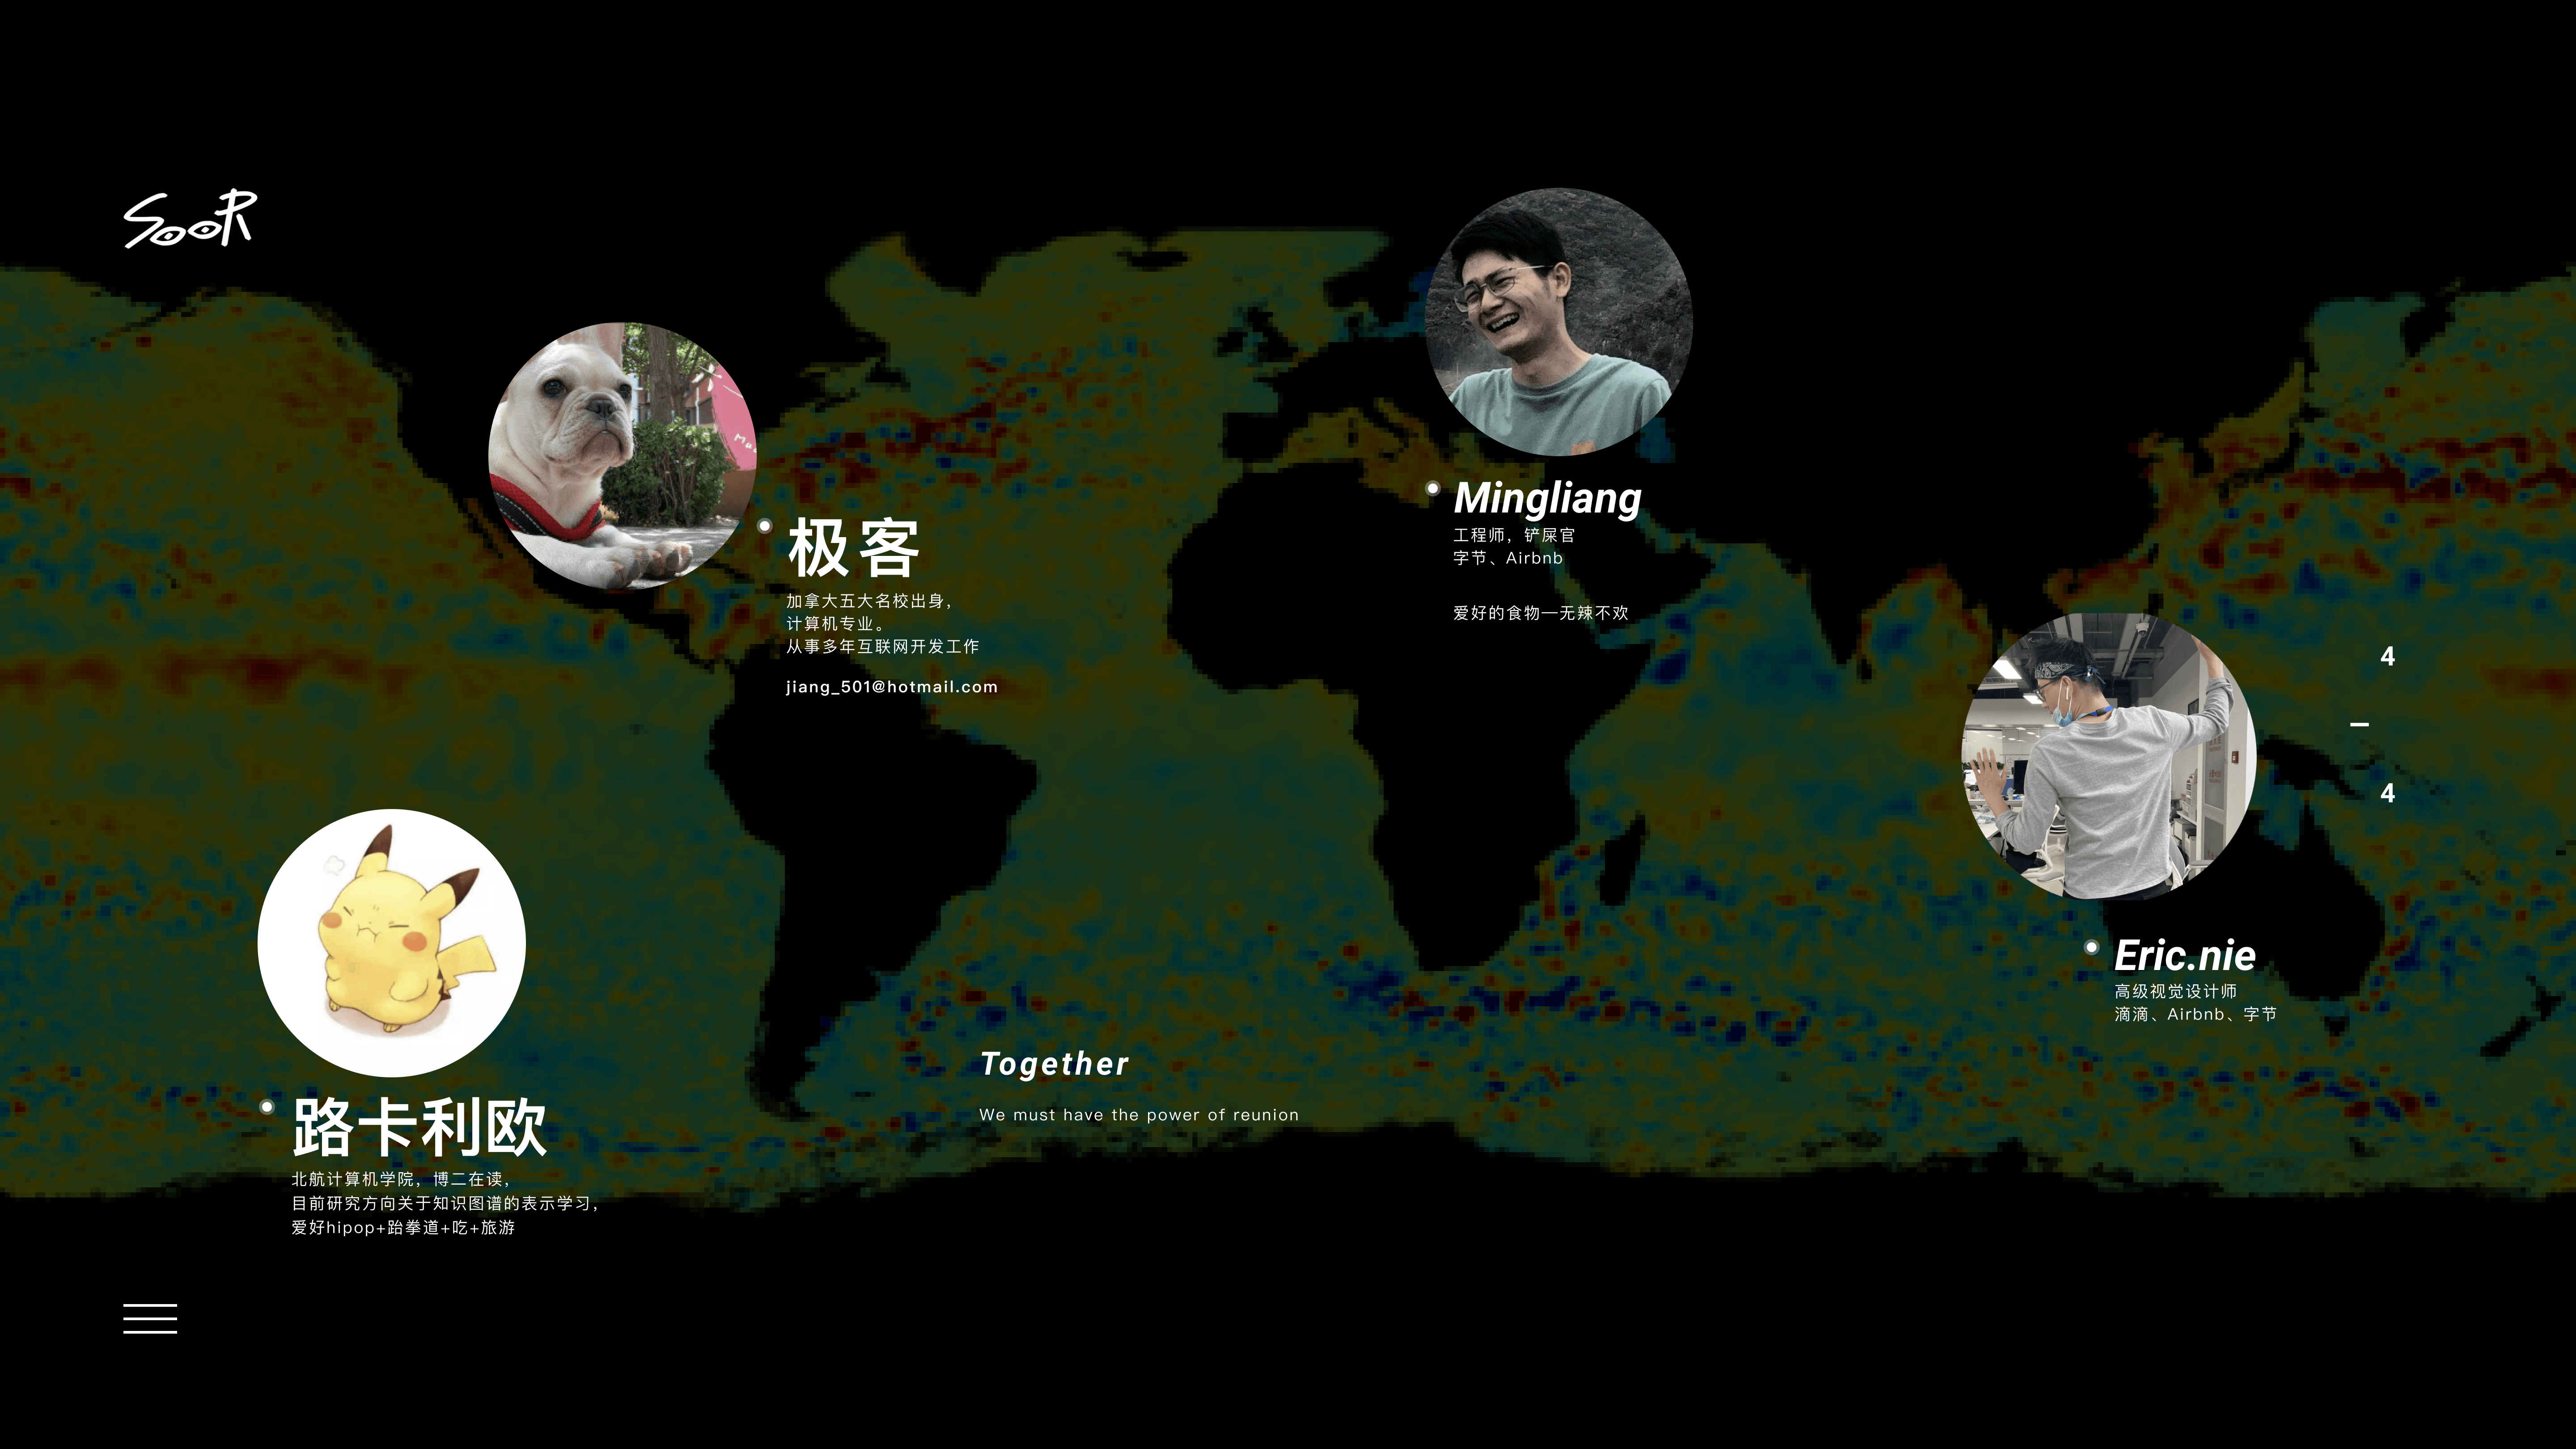 SooR
极客
加拿大五大名校出身，
计算机专业。
从事多年互联网开发工作
jiang_501@hotmail.com
Mingliang
工程师，铲屎官
字节、Airbnb
爱好的食物—无辣不欢
4
—
4
Eric.nie
高级视觉设计师
滴滴、Airbnb、字节
路卡利欧
北航计算机学院，博二在读，
目前研究方向关于知识图谱的表示学习，
爱好hipop+跆拳道+吃+旅游
Together
We must have the power of reunion